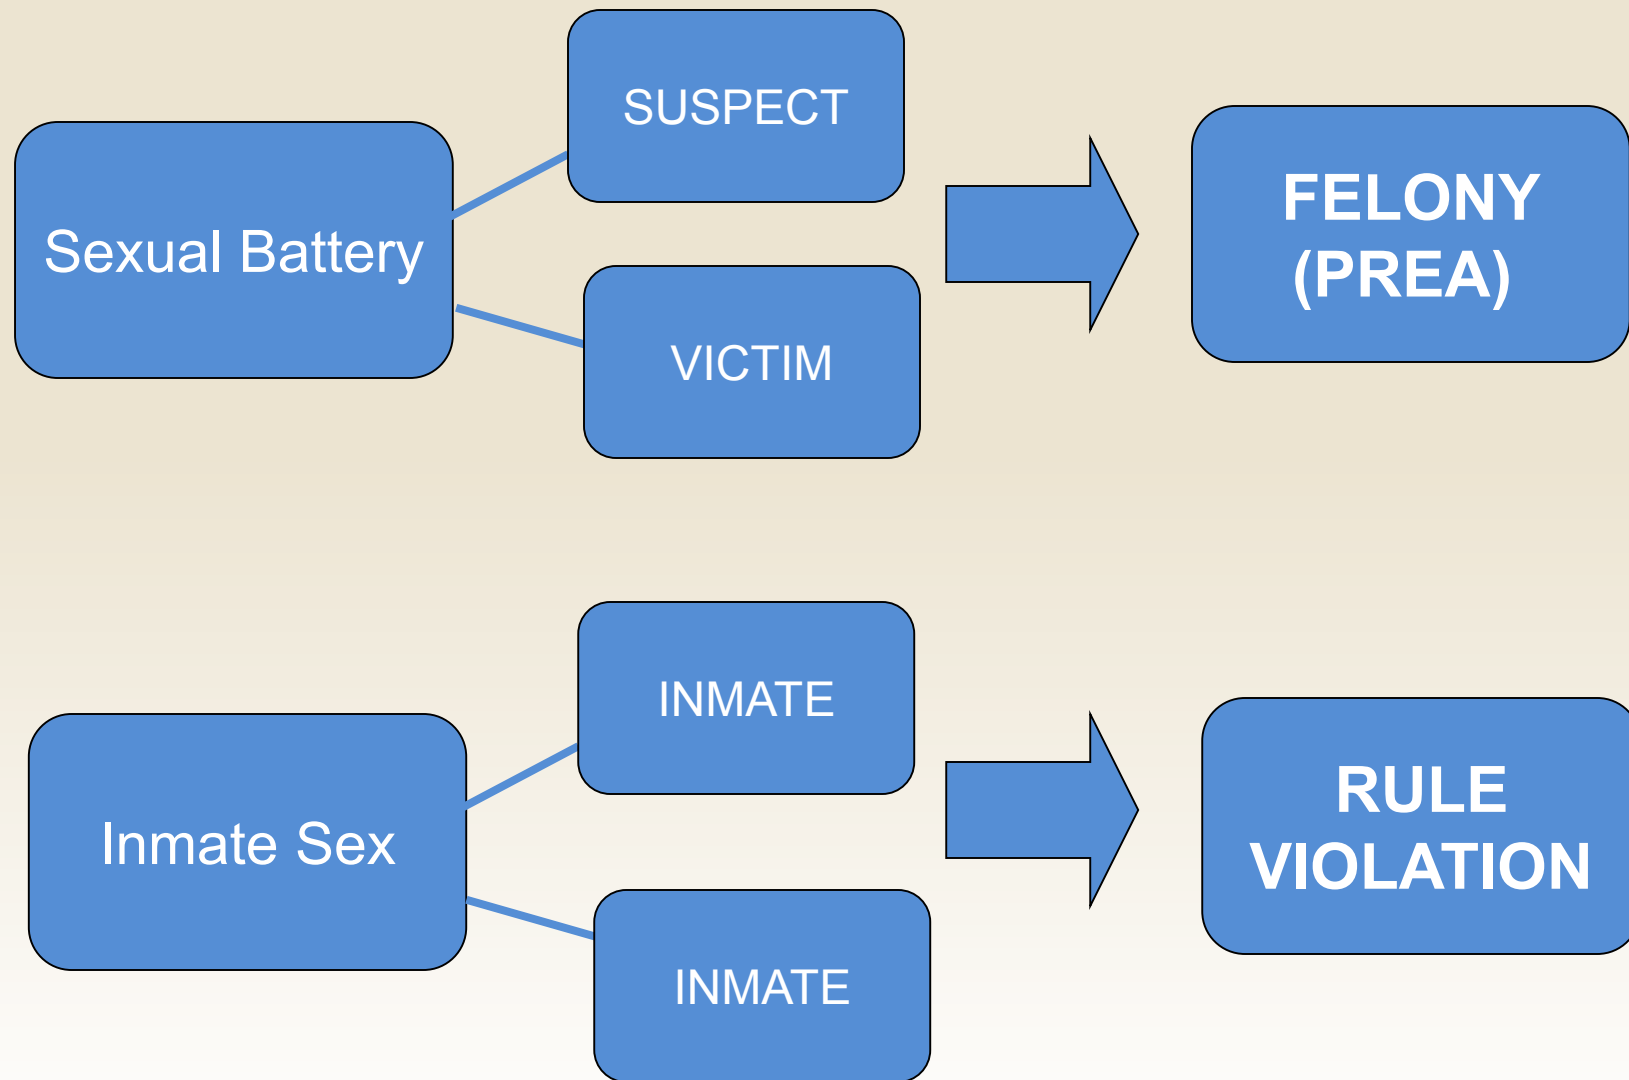 SUSPECT
Sexual Battery
VICTIM
FELONY
(PREA)
INMATE
Inmate Sex
INMATE
RULE
VIOLATION